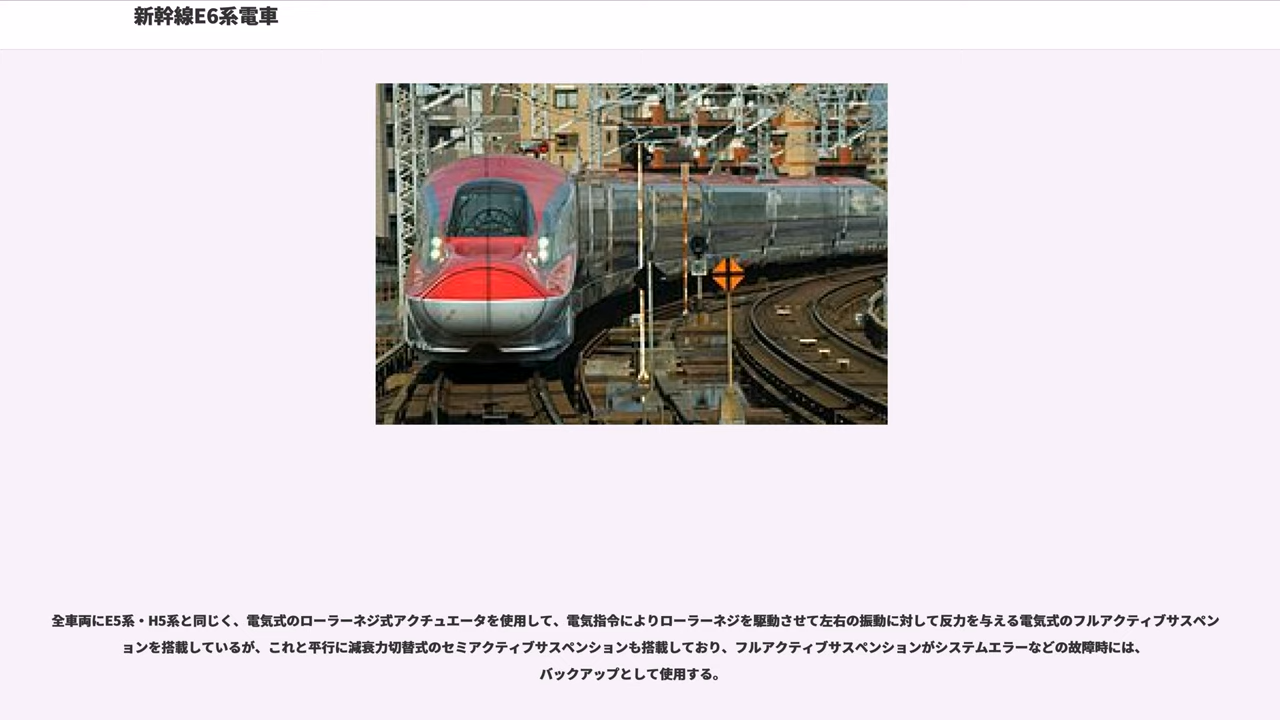 新幹線E6系電車
全車両にE5系・H5系と同じく、電気式のローラーネジ式アクチュエータを使用して、電気指令によりローラーネジを駆動させて左右の振動に対して反力を与える電気式のフルアクティブサスペン
ョンを搭載しているが、これと平行に減衰力切替式のセミアクティブサスペンションも搭載しており、フルアクティブサスペンションがシステムエラーなどの故障時には、
バックアップとして使用する。